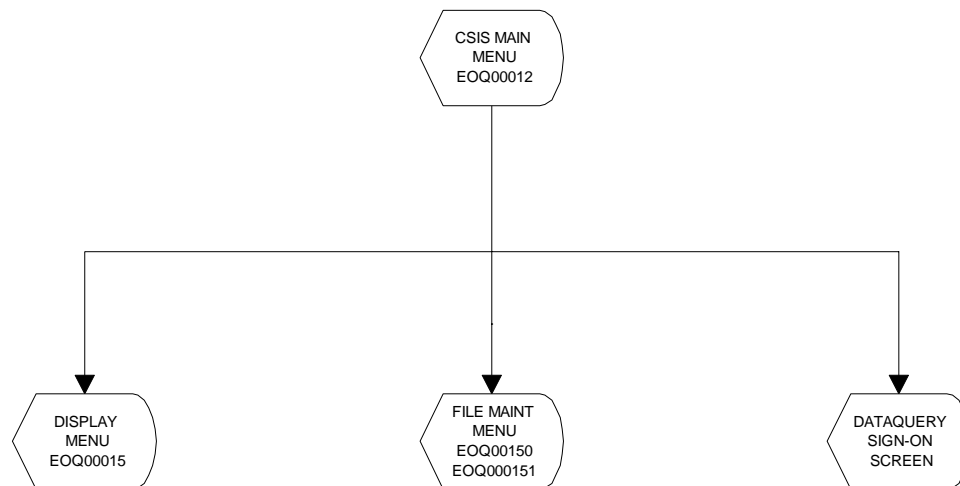 CSIS MAIN
MENU
EOQ00012
DISPLAY
MENU
EOQ00015
FILE MAINT
MENU
EOQ00150
EOQ000151
DATAQUERY
SIGN-ON
SCREEN